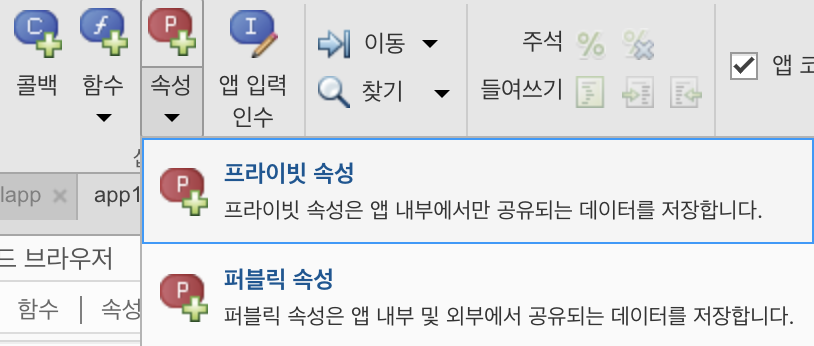 C
f
P
I
콜백
함수
속성
앱 입력
인수
이동
찾기
주석
들여쓰기
앱 코
lapp
app1
P
프라이빗 속성
프라이빗 속성은 앱 내부에서만 공유되는 데이터를 저장합니다.
드 브라우저
함수
속성
P
퍼블릭 속성
퍼블릭 속성은 앱 내부 및 외부에서 공유되는 데이터를 저장합니다.